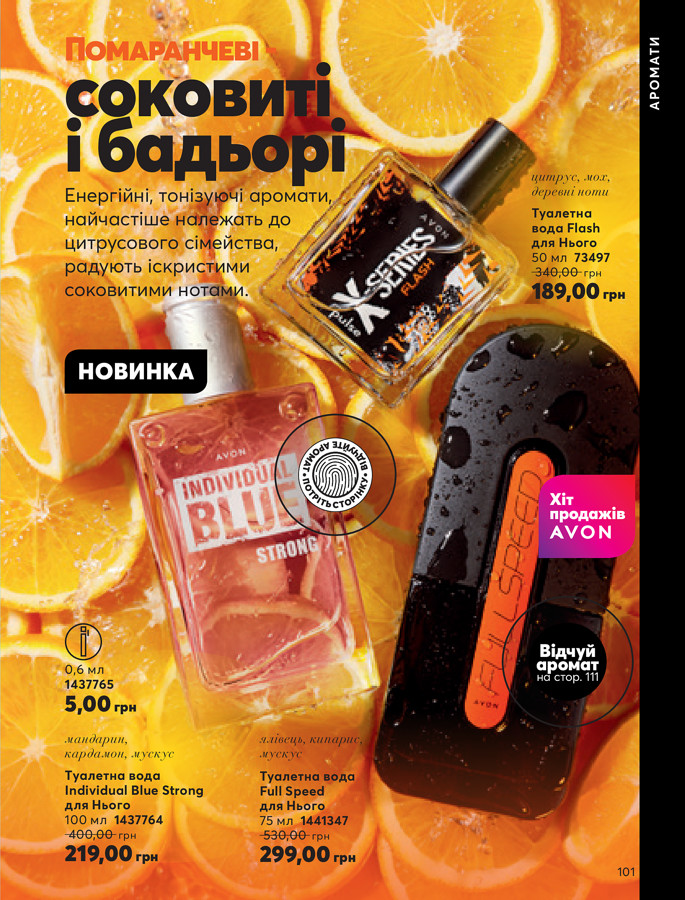 АРОМАТИ
Помаранчеві -
соковиті
і бадьорі
Енергійні, тонізуючі аромати,
найчастіше належать до
цитрусового сімейства,
радують іскристими
соковитими нотами.
цитрус, мох,
деревні ноти
Туалетна
вода Flash
для Нього
50 мл 73497
340,00 грн
189,00 грн
AVON
X SERIES
FLASH
pulse
НОВИНКА
AVON
INDIVIDUAL
BLUE
STRONG
ВІДЧУЙТЕ АРОМАТ • ПОТРІТЬ СТОРІНКУ •
Хіт
продажів
AVON
FULLSPEED
AVON
Відчуй
аромат
на стор. 111
0,6 мл
1437765
5,00 грн
мандарин,
кардамон, мускус
Туалетна вода
Individual Blue Strong
для Нього
100 мл 1437764
400,00 грн
219,00 грн
ялівець, кипарис,
мускус
Туалетна вода
Full Speed
для Нього
75 мл 1441347
530,00 грн
299,00 грн
101